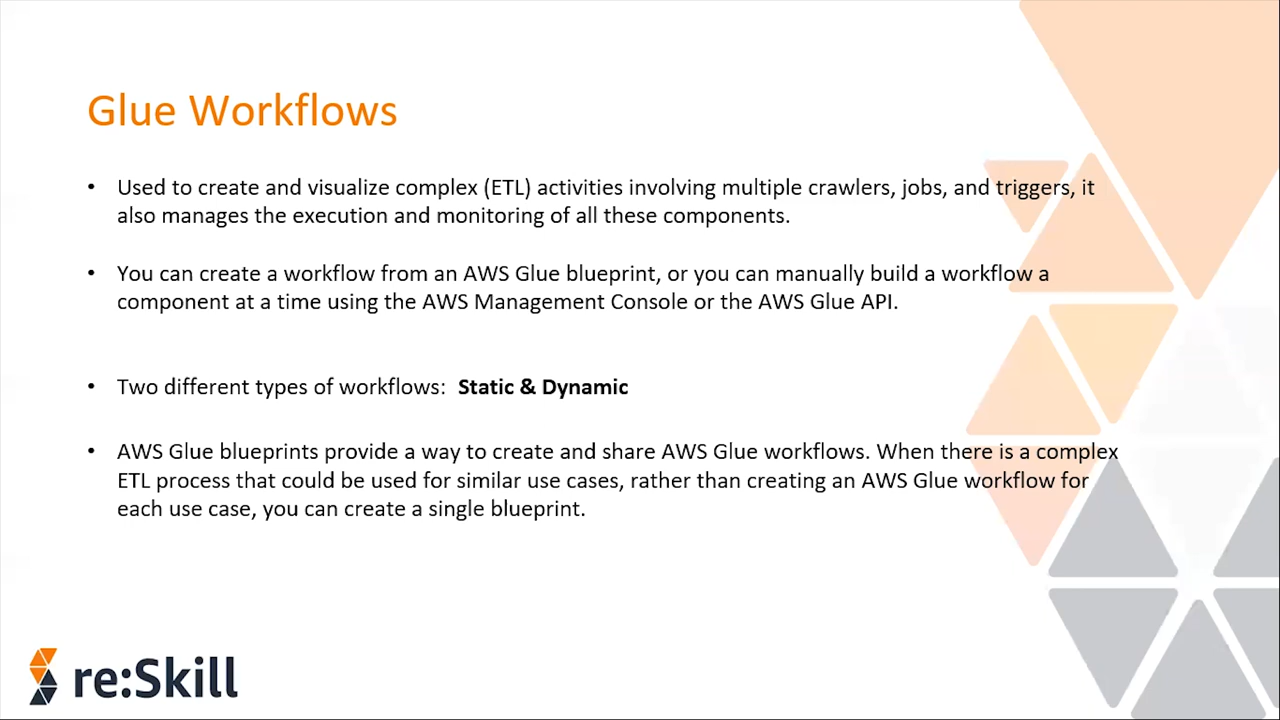 Glue Workflows
• Used to create and visualize complex (ETL) activities involving multiple crawlers, jobs, and triggers, it
also manages the execution and monitoring of all these components.
• You can create a workflow from an AWS Glue blueprint, or you can manually build a workflow a
component at a time using the AWS Management Console or the AWS Glue API.
• Two different types of workflows:  Static & Dynamic
• AWS Glue blueprints provide a way to create and share AWS Glue workflows. When there is a complex
ETL process that could be used for similar use cases, rather than creating an AWS Glue workflow for
each use case, you can create a single blueprint.
re:Skill